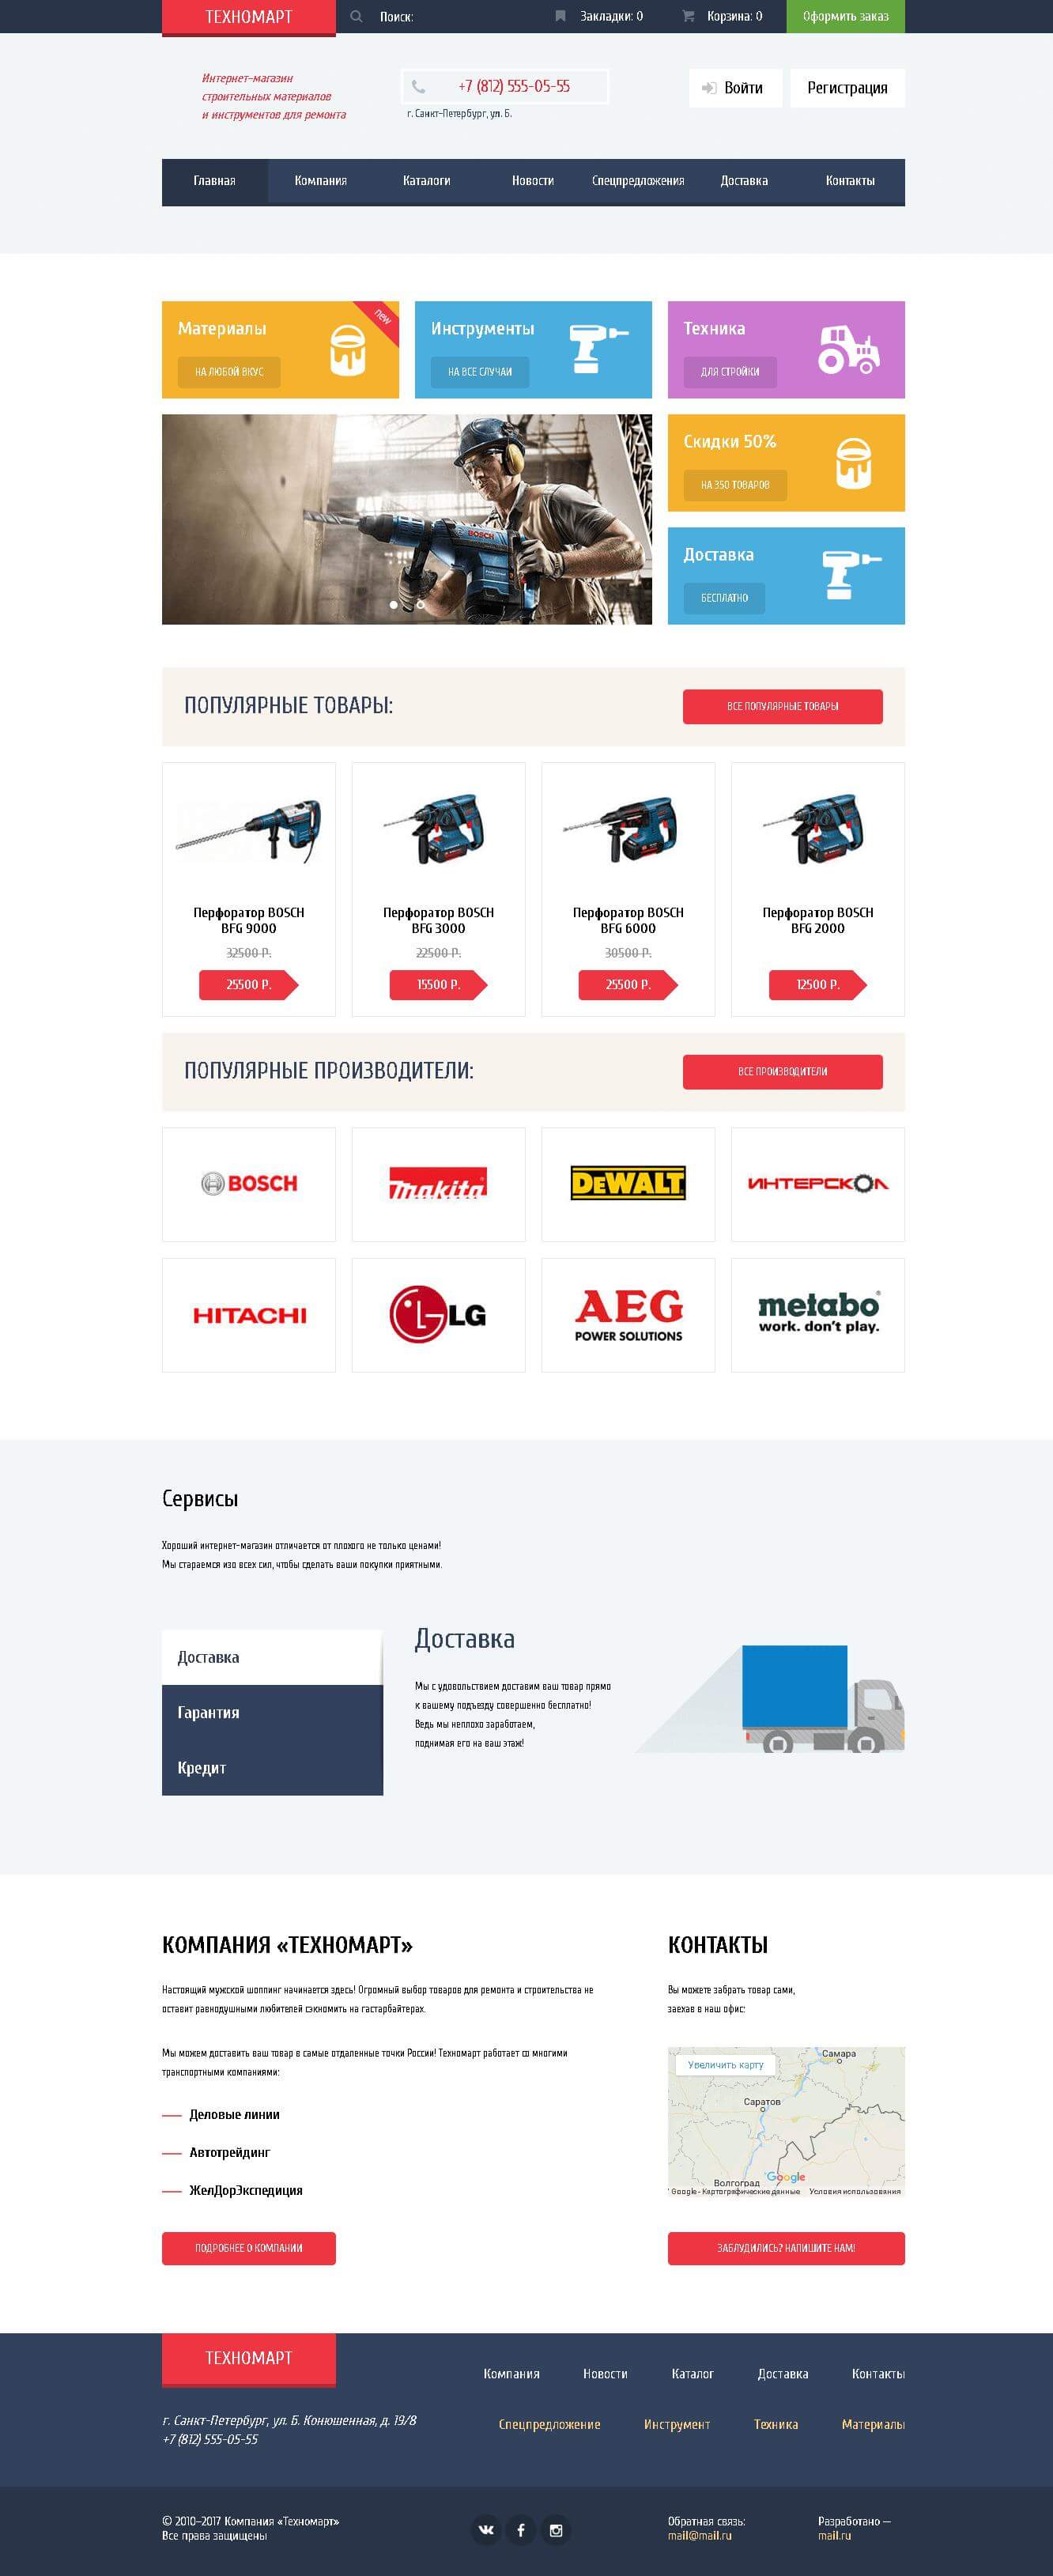 ТЕХНОМАРТ
Поиск:
Закладки: 0
Корзина: 0
Оформить заказ
Интернет-магазин
строительных материалов
и инструментов для ремонта
+7 (812) 555-05-55
г. Санкт-Петербург, ул. Б.
Войти
Регистрация
Главная
Компания
Каталоги
Новости
Спецпредложения
Доставка
Контакты
Материалы
new
НА ЛЮБОЙ ВКУС
Инструменты
НА ВСЕ СЛУЧАИ
Техника
ДЛЯ СТРОЙКИ
BOSCH
Скидки 50%
НА 350 ТОВАРОВ
Доставка
БЕСПЛАТНО
ПОПУЛЯРНЫЕ ТОВАРЫ:
ВСЕ ПОПУЛЯРНЫЕ ТОВАРЫ
Перфоратор BOSCH
BFG 9000
32500 Р.
25500 Р.
Перфоратор BOSCH
BFG 3000
22500 Р.
15500 Р.
Перфоратор BOSCH
BFG 6000
30500 Р.
25500 Р.
Перфоратор BOSCH
BFG 2000
12500 Р.
ПОПУЛЯРНЫЕ ПРОИЗВОДИТЕЛИ:
ВСЕ ПРОИЗВОДИТЕЛИ
BOSCH
makita
DEWALT
ИНТЕРСКОЛ
HITACHI
LG
AEG
POWER SOLUTIONS
metabo®
work. don't play.
Сервисы
Хороший интернет-магазин отличается от плохого не только ценами!
Мы стараемся изо всех сил, чтобы сделать ваши покупки приятными.
Доставка
Гарантия
Кредит
Доставка
Мы с удовольствием доставим ваш товар прямо
к вашему подъезду совершенно бесплатно!
Ведь мы неплохо заработаем,
поднимая его на ваш этаж!
КОМПАНИЯ «ТЕХНОМАРТ»
Настоящий мужской шоппинг начинается здесь! Огромный выбор товаров для ремонта и строительства не
оставит равнодушными любителей сэкномить на гастарбайтерах.
Мы можем доставить ваш товар в самые отдаленные точки России! Техномарт работает со многими
транспортными компаниями:
Деловые линии
Автотрейдинг
ЖелДорЭкспедиция
ПОДРОБНЕЕ О КОМПАНИИ
КОНТАКТЫ
Вы можете забрать товар сами,
заехав в наш офис:
Увеличить карту
Самара
Саратов
Волгоград
Google
Google - Картографические данные
Условия использования
ЗАБЛУДИЛИСЬ? НАПИШИТЕ НАМ!
ТЕХНОМАРТ
г. Санкт-Петербург, ул. Б. Конюшенная, д. 19/8
+7 (812) 555-05-55
Компания
Новости
Каталог
Доставка
Контакты
Спецпредложение
Инструмент
Техника
Материалы
© 2010–2017 Компания «Техномарт»
Все права защищены
Обратная связь:
mail@mail.ru
Разработано —
mail.ru